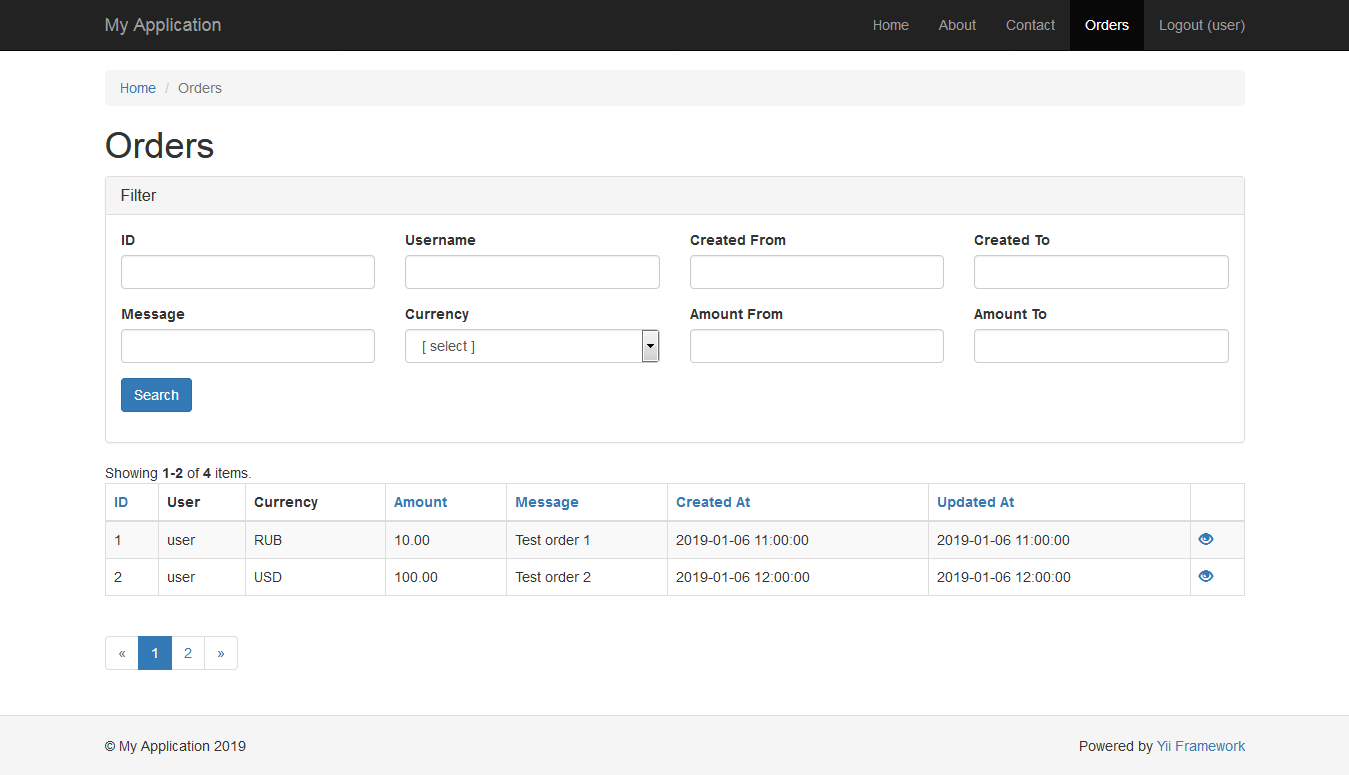 My Application Home About Contact Orders Logout (user)
Home / Orders
Orders
Filter
ID Username Created From Created To
Message Currency Amount From Amount To
[ select ]
Search
Showing 1-2 of 4 items.
ID User Currency Amount Message Created At Updated At
1 user RUB 10.00 Test order 1 2019-01-06 11:00:00 2019-01-06 11:00:00
2 user USD 100.00 Test order 2 2019-01-06 12:00:00 2019-01-06 12:00:00
« 1 2 »
© My Application 2019 Powered by Yii Framework